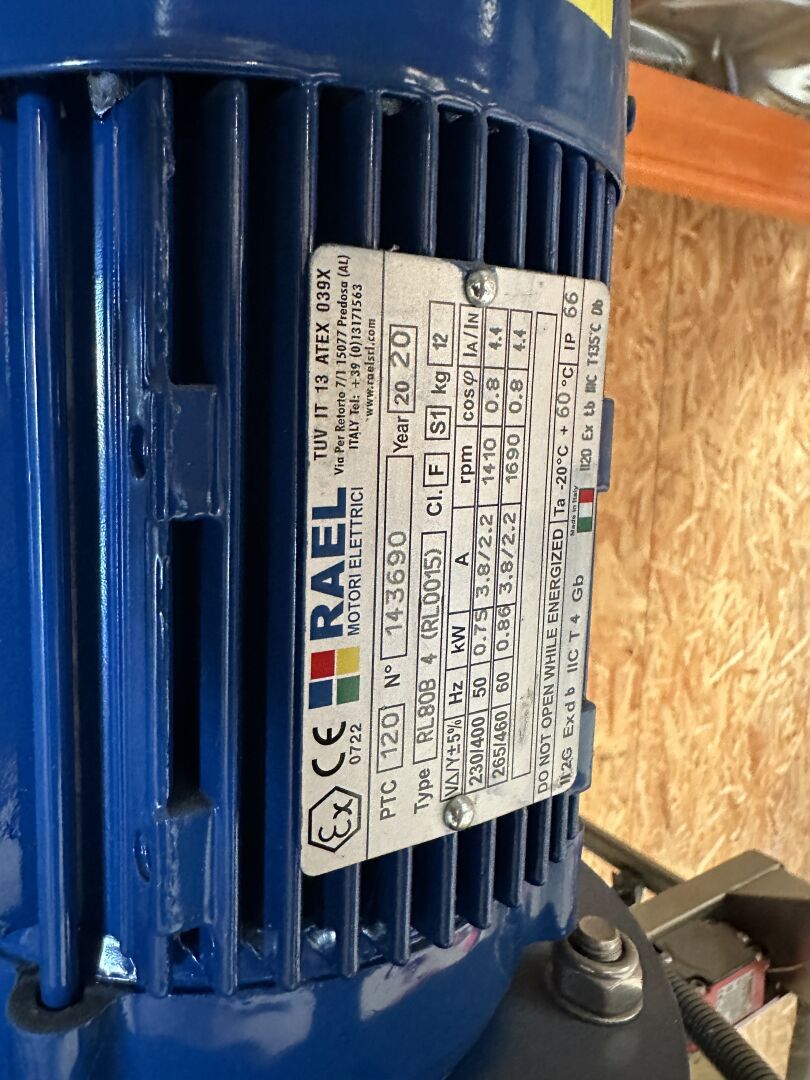 Ex CE 0722
RAEL
MOTORI ELETTRICI
TUV IT 13 ATEX 039X
Via Per Retorto 7/1 15077 Predosa (AL)
ITALY Tel: +39 (0)13171563
www.raelsrl.com
PTC 120 N° 143690 Year 20 20
Type RL80B 4 (RL0015) Cl. F S1 kg 12
V∆/Y±5% Hz kW A rpm cosφ IA/IN
230/400 50 0.75 3.8/2.2 1410 0.8 4.4
265/460 60 0.86 3.8/2.2 1690 0.8 4.4
DO NOT OPEN WHILE ENERGIZED Ta -20°C + 60 °C IP 66
II2G Ex d b IIC T 4 Gb Made in Italy II2D Ex tb IIIC T135°C Db